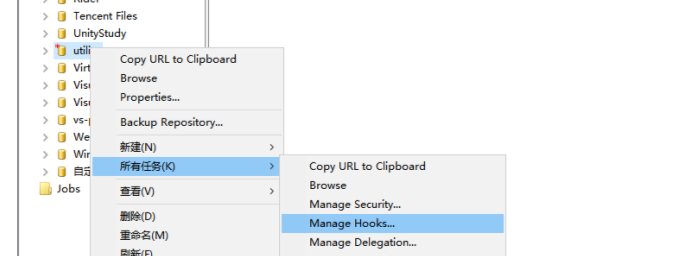 Rider
Tencent Files
UnityStudy
utili
Virt
Visu
Visu
vs-p
We
Wir
自定
Jobs
Copy URL to Clipboard
Browse
Properties...
Backup Repository...
新建(N)
所有任务(K)
查看(V)
删除(D)
重命名(M)
刷新(F)
Copy URL to Clipboard
Browse
Manage Security...
Manage Hooks...
Manage Delegation...